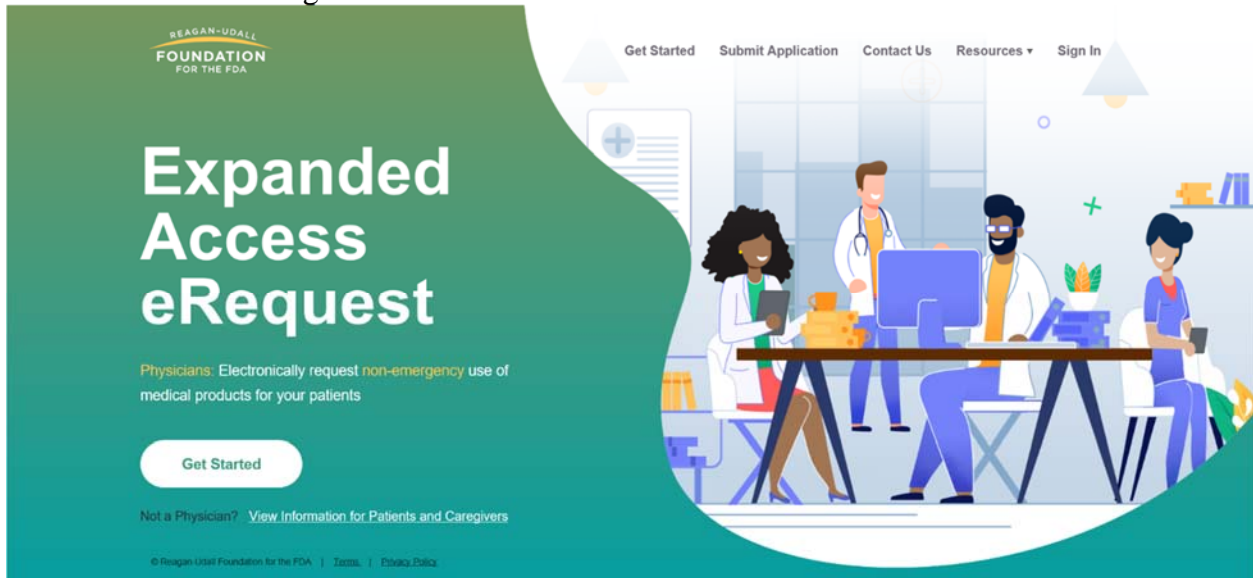 REAGAN-UDALL
FOUNDATION
FOR THE FDA
Get Started Submit Application Contact Us Resources ▾ Sign In
Expanded
Access
eRequest
Physicians: Electronically request non-emergency use of
medical products for your patients
Get Started
Not a Physician? View Information for Patients and Caregivers
© Reagan-Udall Foundation for the FDA | Terms | Privacy Policy